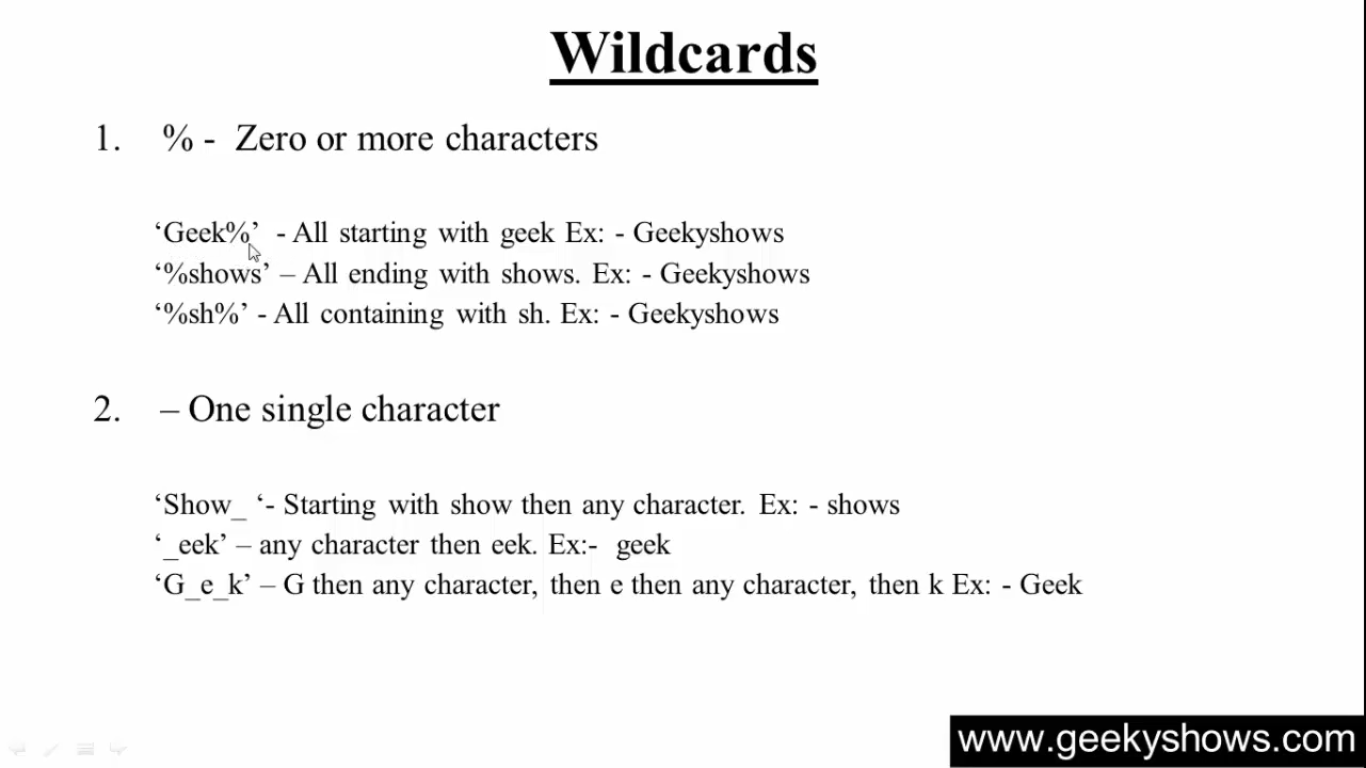 Wildcards
1. % - Zero or more characters
‘Geek%’ - All starting with geek Ex: - Geekyshows
‘%shows’ – All ending with shows. Ex: - Geekyshows
‘%sh%’ - All containing with sh. Ex: - Geekyshows
2. – One single character
‘Show_ ‘- Starting with show then any character. Ex: - shows
‘_eek’ – any character then eek. Ex:- geek
‘G_e_k’ – G then any character, then e then any character, then k Ex: - Geek
www.geekyshows.com